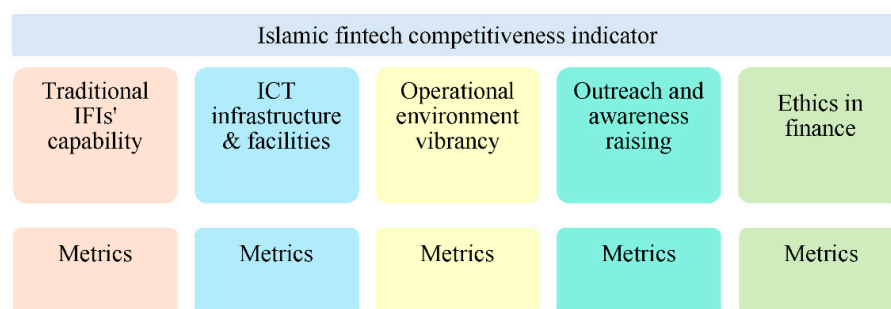 Islamic fintech competitiveness indicator
Traditional
IFIs'
capability
ICT
infrastructure
& facilities
Operational
environment
vibrancy
Outreach and
awareness
raising
Ethics in
finance
Metrics
Metrics
Metrics
Metrics
Metrics